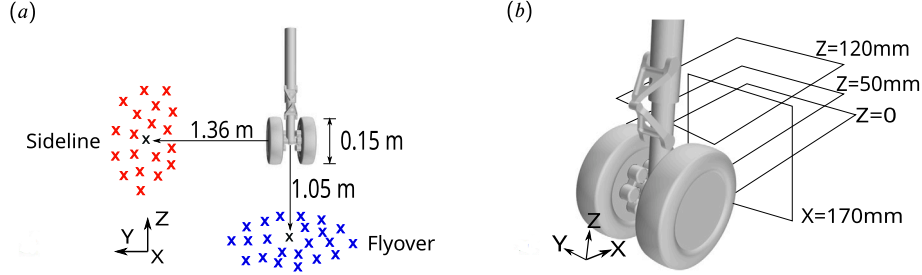 (a)
Sideline
1.36 m
0.15 m
1.05 m
Flyover
Z
Y
X
(b)
Z=120mm
Z=50mm
Z=0
X=170mm
Z
Y
X